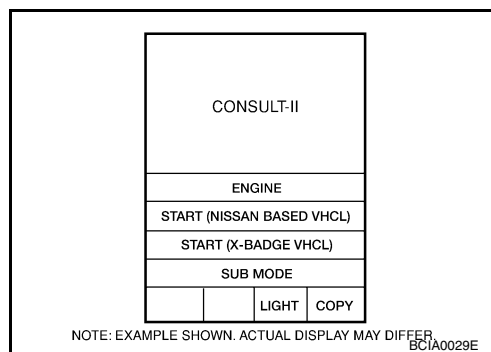 CONSULT-II
ENGINE
START (NISSAN BASED VHCL)
START (X-BADGE VHCL)
SUB MODE
LIGHT COPY
NOTE: EXAMPLE SHOWN. ACTUAL DISPLAY MAY DIFFER.
BCIA0029E